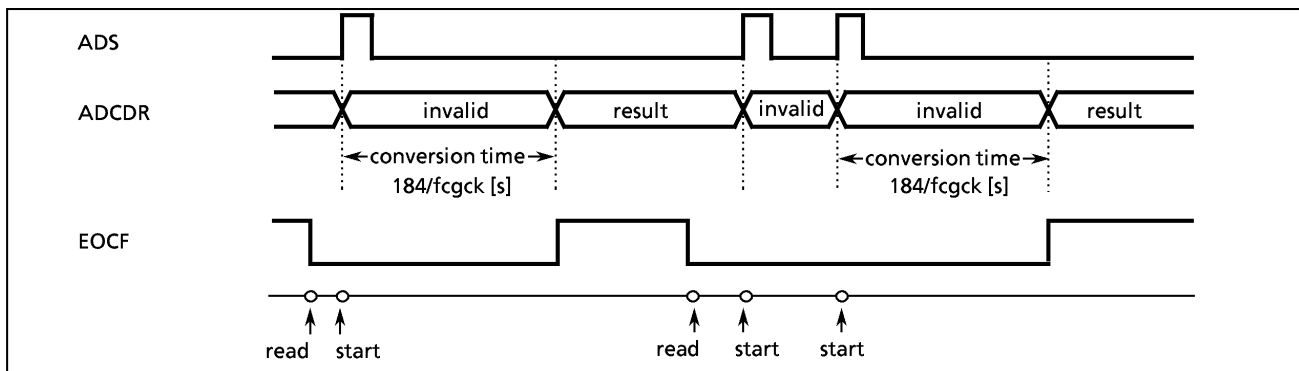 ADS
ADCDR
invalid
result
invalid
invalid
result
conversion time
184/fcgck [s]
conversion time
184/fcgck [s]
EOCF
read
start
read
start
start